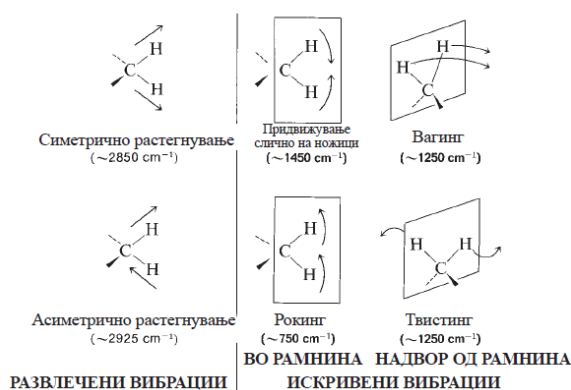 H
C
H
Симетрично растегнување
(~2850 cm⁻¹)
H
C
H
Придвижување
слично на ножици
(~1450 cm⁻¹)
H
H
C
Вагинг
(~1250 cm⁻¹)
H
C
H
Асиметрично растегнување
(~2925 cm⁻¹)
H
C
H
Рокинг
(~750 cm⁻¹)
H
H
C
Твистинг
(~1250 cm⁻¹)
ВО РАМНИНА НАДВОР ОД РАМНИНА
РАЗВЛЕЧЕНИ ВИБРАЦИИ ИСКРИВЕНИ ВИБРАЦИИ